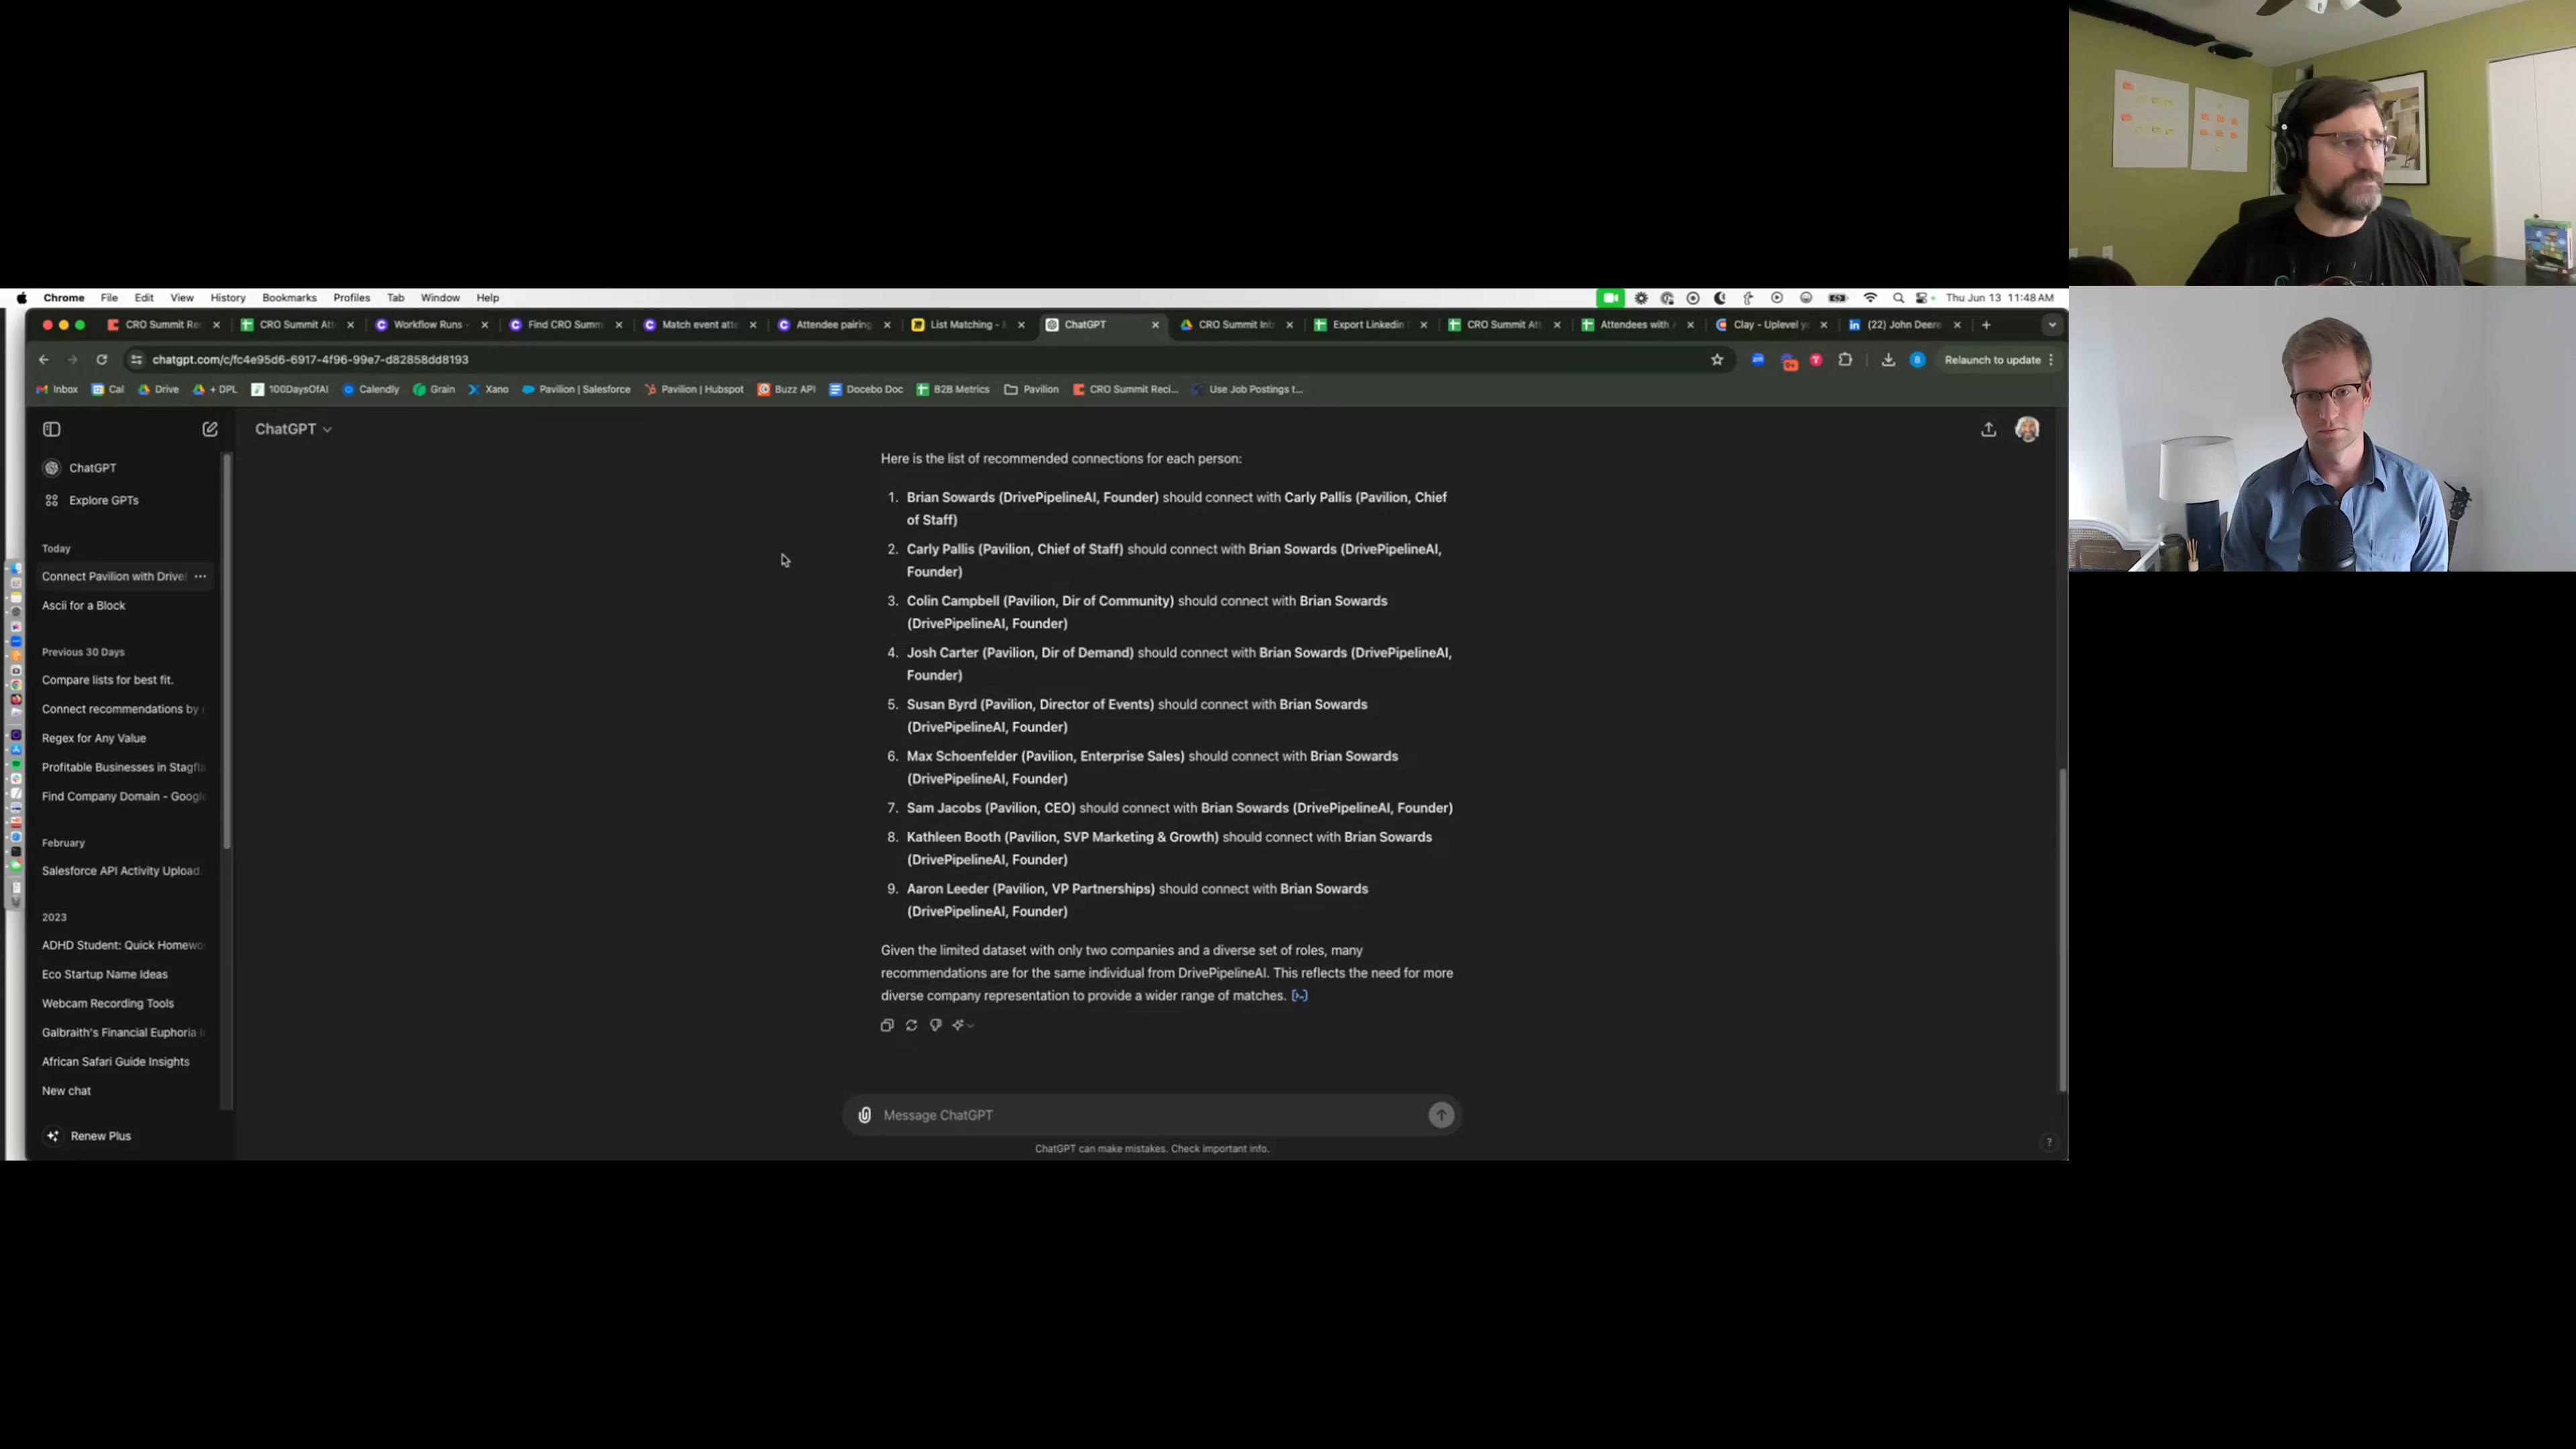 Chrome File Edit View History Bookmarks Profiles Tab Window Help
Thu Jun 13 11:48 AM
CRO Summit Rec
CRO Summit Att
Workflow Runs -
Find CRO Summ
Match event atte
Attendee pairing
List Matching -
ChatGPT
CRO Summit Int
Export Linkedin
CRO Summit Att
Attendees with
Clay - Uplevel y
(22) John Deere
chatgpt.com/c/fc4e95d6-6917-4f96-99e7-d82858dd8193
Relaunch to update
Inbox Cal Drive + DPL 100DaysOfAI Calendly Grain Xano Pavilion | Salesforce Pavilion | Hubspot Buzz API Docebo Doc B2B Metrics Pavilion CRO Summit Reci... Use Job Postings t...
ChatGPT
Explore GPTs
Today
Connect Pavilion with Drive
Ascii for a Block
Previous 30 Days
Compare lists for best fit.
Connect recommendations by
Regex for Any Value
Profitable Businesses in Stagfla
Find Company Domain - Google
February
Salesforce API Activity Upload
2023
ADHD Student: Quick Homewo
Eco Startup Name Ideas
Webcam Recording Tools
Galbraith's Financial Euphoria
African Safari Guide Insights
New chat
Renew Plus
ChatGPT
Here is the list of recommended connections for each person:
1. Brian Sowards (DrivePipelineAI, Founder) should connect with Carly Pallis (Pavilion, Chief
of Staff)
2. Carly Pallis (Pavilion, Chief of Staff) should connect with Brian Sowards (DrivePipelineAI,
Founder)
3. Colin Campbell (Pavilion, Dir of Community) should connect with Brian Sowards
(DrivePipelineAI, Founder)
4. Josh Carter (Pavilion, Dir of Demand) should connect with Brian Sowards (DrivePipelineAI,
Founder)
5. Susan Byrd (Pavilion, Director of Events) should connect with Brian Sowards
(DrivePipelineAI, Founder)
6. Max Schoenfelder (Pavilion, Enterprise Sales) should connect with Brian Sowards
(DrivePipelineAI, Founder)
7. Sam Jacobs (Pavilion, CEO) should connect with Brian Sowards (DrivePipelineAI, Founder)
8. Kathleen Booth (Pavilion, SVP Marketing & Growth) should connect with Brian Sowards
(DrivePipelineAI, Founder)
9. Aaron Leeder (Pavilion, VP Partnerships) should connect with Brian Sowards
(DrivePipelineAI, Founder)
Given the limited dataset with only two companies and a diverse set of roles, many
recommendations are for the same individual from DrivePipelineAI. This reflects the need for more
diverse company representation to provide a wider range of matches. [>-]
Message ChatGPT
ChatGPT can make mistakes. Check important info.
?